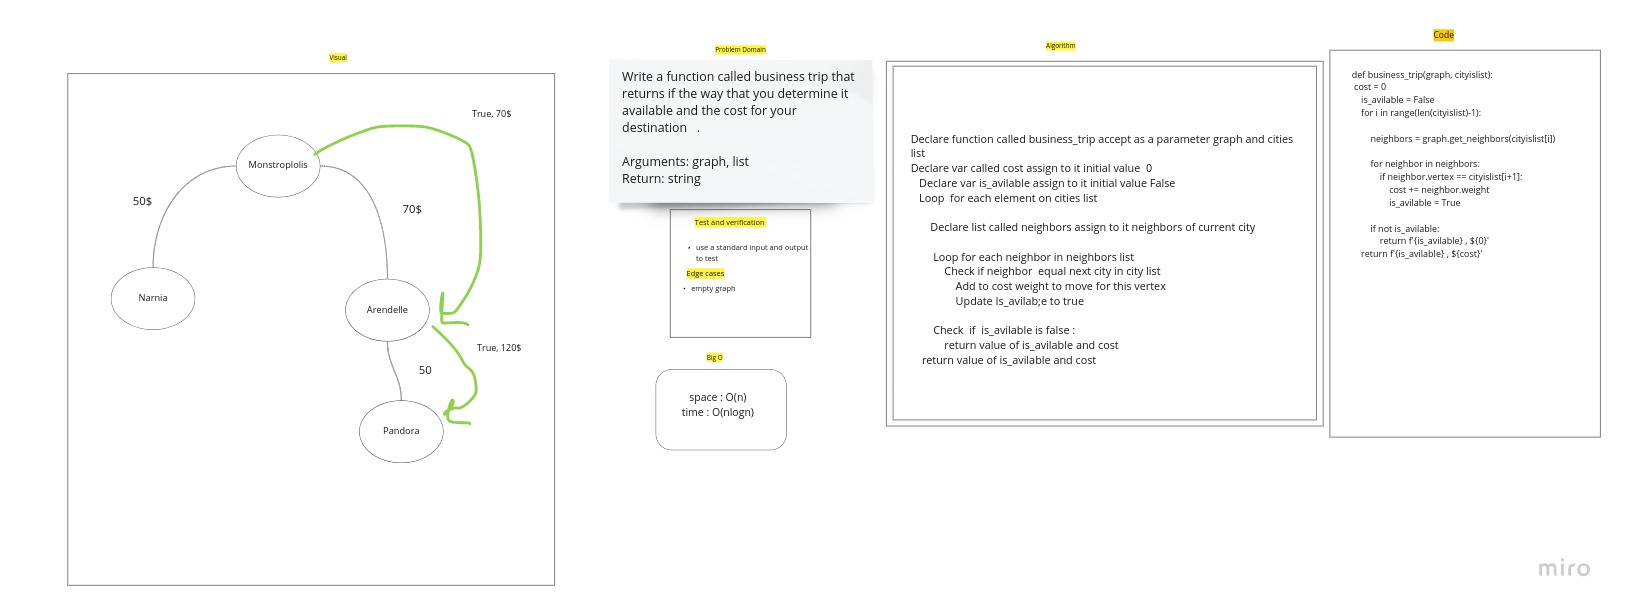 Visual
True, 70$
Monstroplolis
50$
70$
Narnia
Arendelle
True, 120$
50
Pandora
Problem Domain
Write a function called business trip that
returns if the way that you determine it
available and the cost for your
destination   .
Arguments: graph, list
Return: string
Test and verification
• use a standard input and output
to test
Edge cases
• empty graph
Big O
space : O(n)
time : O(nlogn)
Algorithm
Declare function called business_trip accept as a parameter graph and cities
list
Declare var called cost assign to it initial value  0
Declare var is_avilable assign to it initial value False
Loop  for each element on cities list
Declare list called neighbors assign to it neighbors of current city
Loop for each neighbor in neighbors list
Check if neighbor  equal next city in city list
Add to cost weight to move for this vertex
Update Is_avilab;e to true
Check  if  is_avilable is false :
return value of is_avilable and cost
return value of is_avilable and cost
Code
def business_trip(graph, cityislist):
cost = 0
is_avilable = False
for i in range(len(cityislist)-1):
neighbors = graph.get_neighbors(cityislist[i])
for neighbor in neighbors:
if neighbor.vertex == cityislist[i+1]:
cost += neighbor.weight
is_avilable = True
if not is_avilable:
return f'{is_avilable} , ${0}'
return f'{is_avilable} , ${cost}'
miro